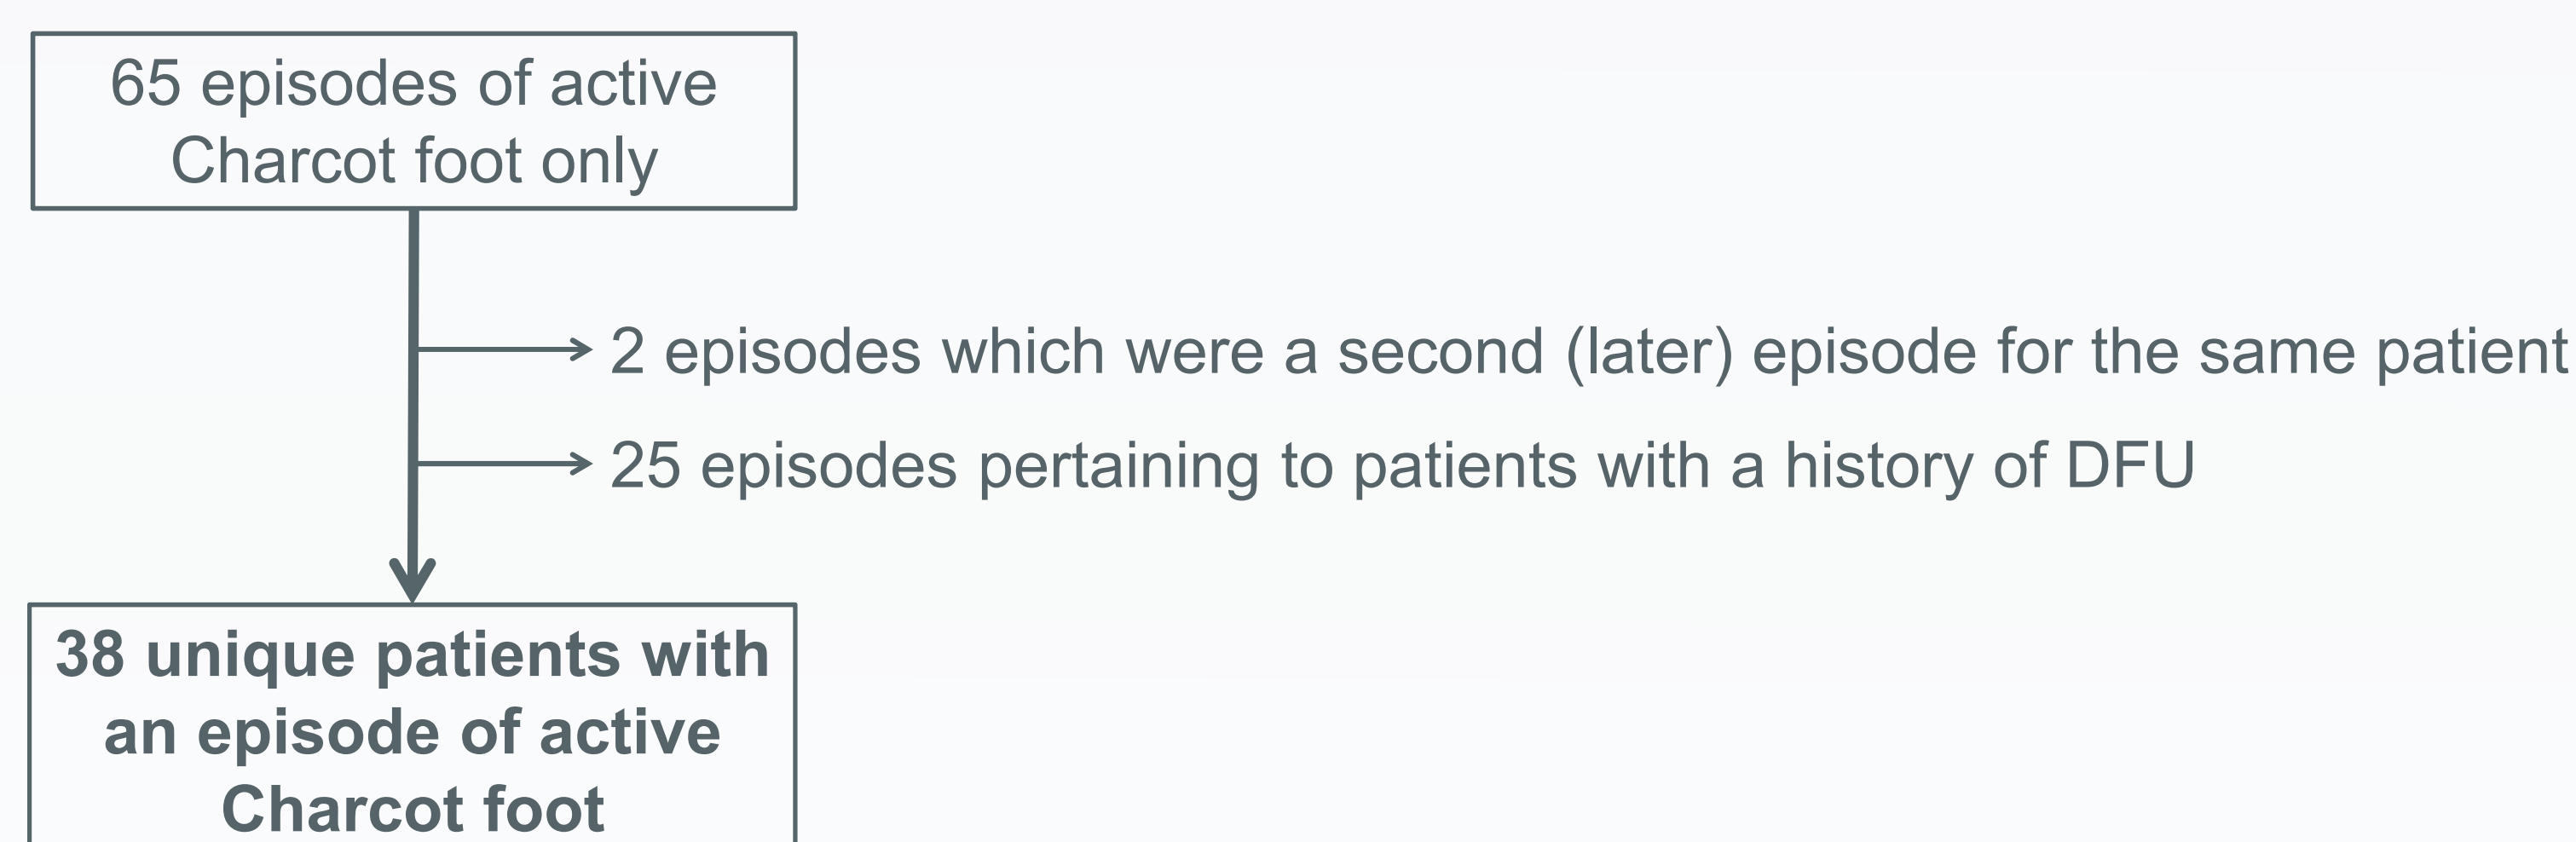 65 episodes of active
Charcot foot only
2 episodes which were a second (later) episode for the same patient
25 episodes pertaining to patients with a history of DFU
38 unique patients with
an episode of active
Charcot foot